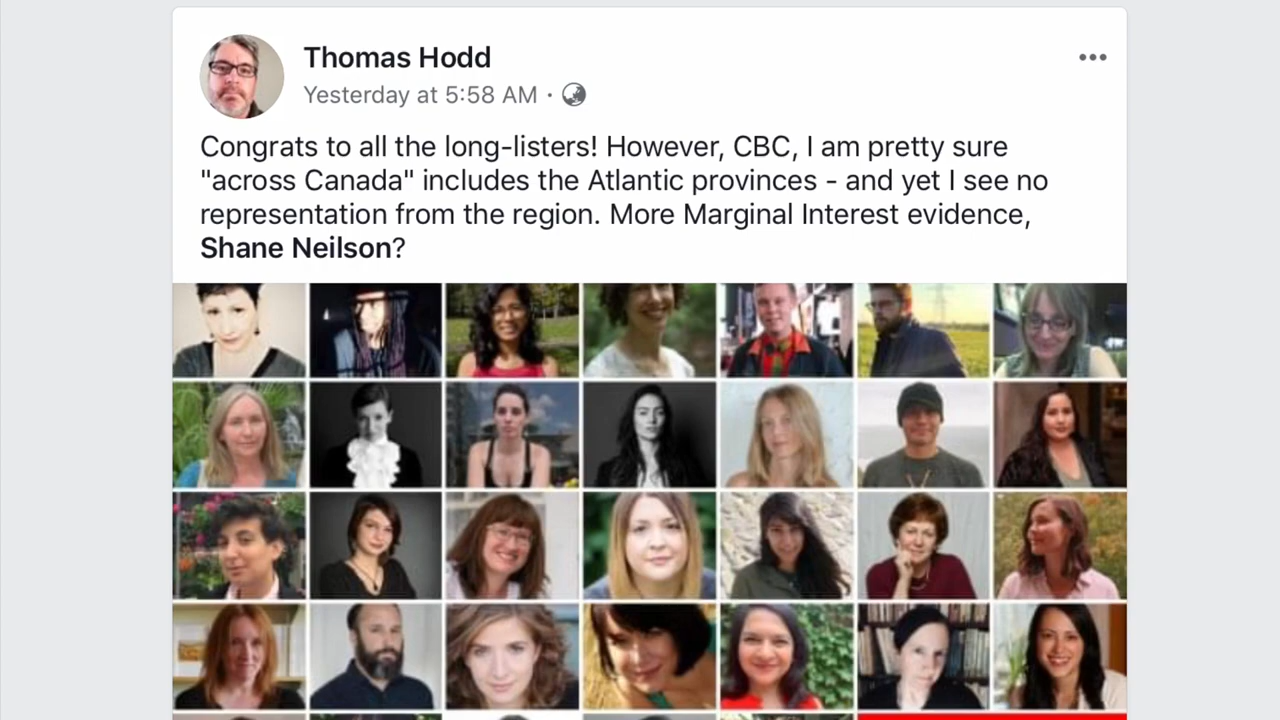 Thomas Hodd
Yesterday at 5:58 AM ·
Congrats to all the long-listers! However, CBC, I am pretty sure
"across Canada" includes the Atlantic provinces - and yet I see no
representation from the region. More Marginal Interest evidence,
Shane Neilson?